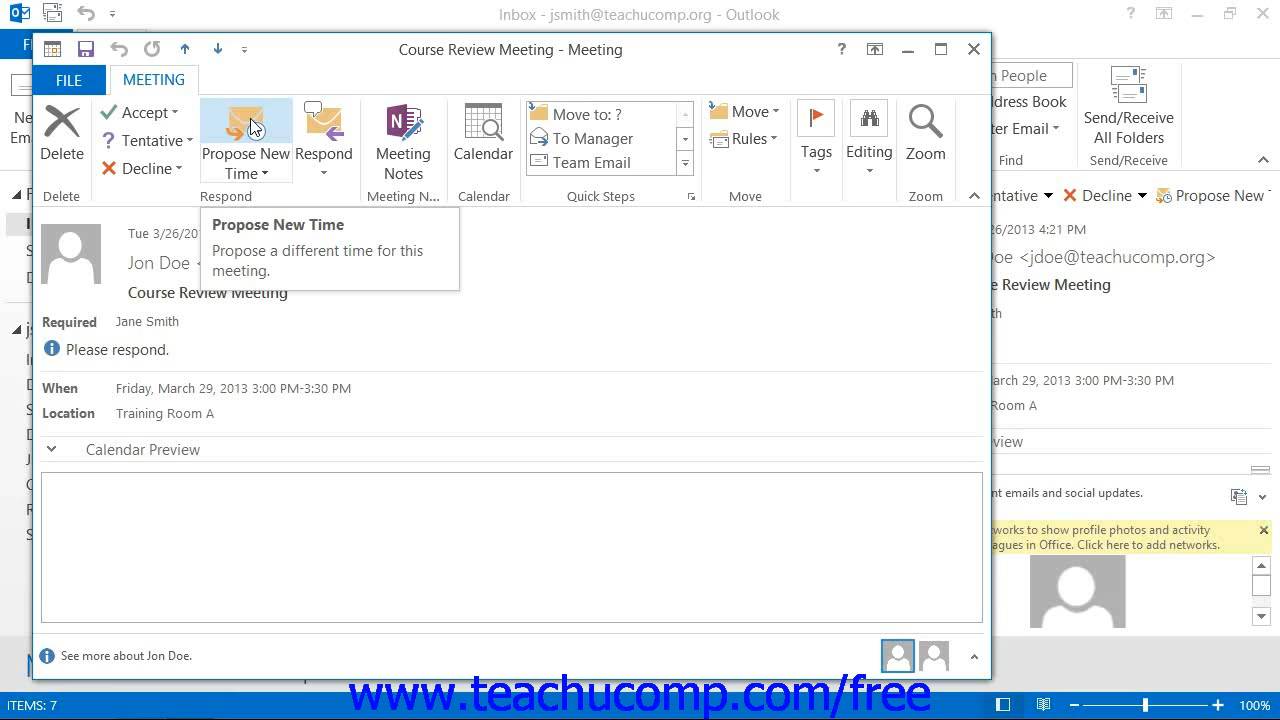 Inbox - jsmith@teachucomp.org - Outlook
Course Review Meeting - Meeting
FILE
MEETING
Delete
Accept
Tentative
Decline
Propose New
Time
Respond
Meeting
Notes
Calendar
Move to: ?
To Manager
Team Email
Move
Rules
Tags
Editing
Zoom
Delete
Respond
Meeting N...
Calendar
Quick Steps
Move
Zoom
People
Send/Receive
All Folders
Find
Send/Receive
Decline
Propose New
Propose New Time
Propose a different time for this
meeting.
Tue 3/26/201
Jon Doe <
Course Review Meeting
Required Jane Smith
Please respond.
When Friday, March 29, 2013 3:00 PM-3:30 PM
Location Training Room A
Calendar Preview
26/2013 4:21 PM
oe <jdoe@teachucomp.org>
e Review Meeting
th
arch 29, 2013 3:00 PM-3:30 PM
Room A
view
nt emails and social updates.
works to show profile photos and activity
agues in Office. Click here to add networks.
See more about Jon Doe.
www.teachucomp.com/free
ITEMS: 7
100%